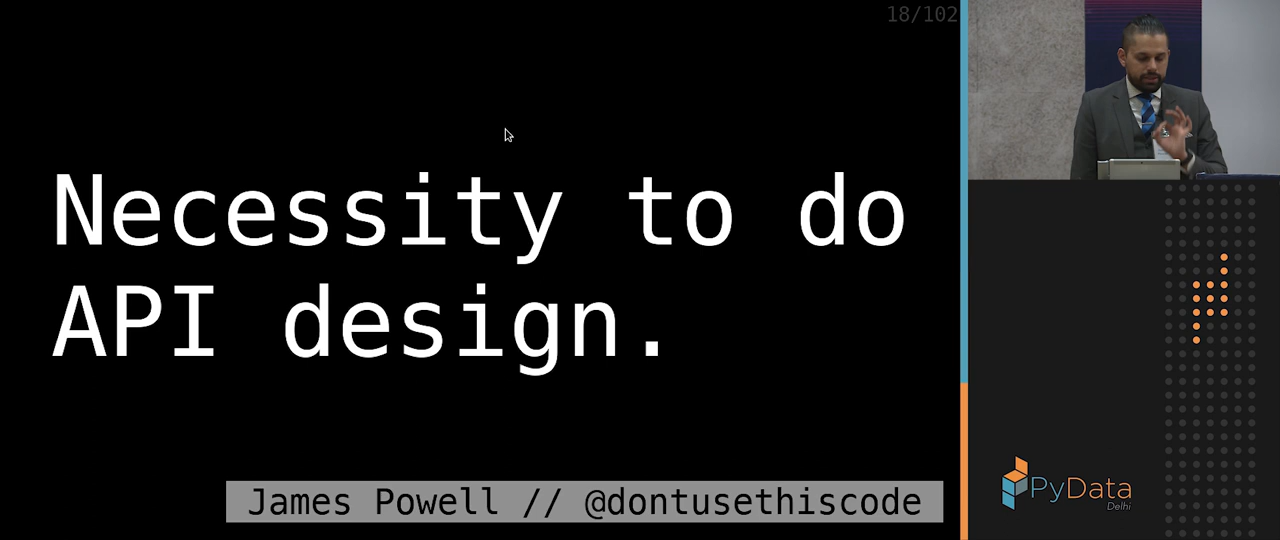 18/102
Necessity to do
API design.
James Powell // @dontusethiscode
PyData
Delhi